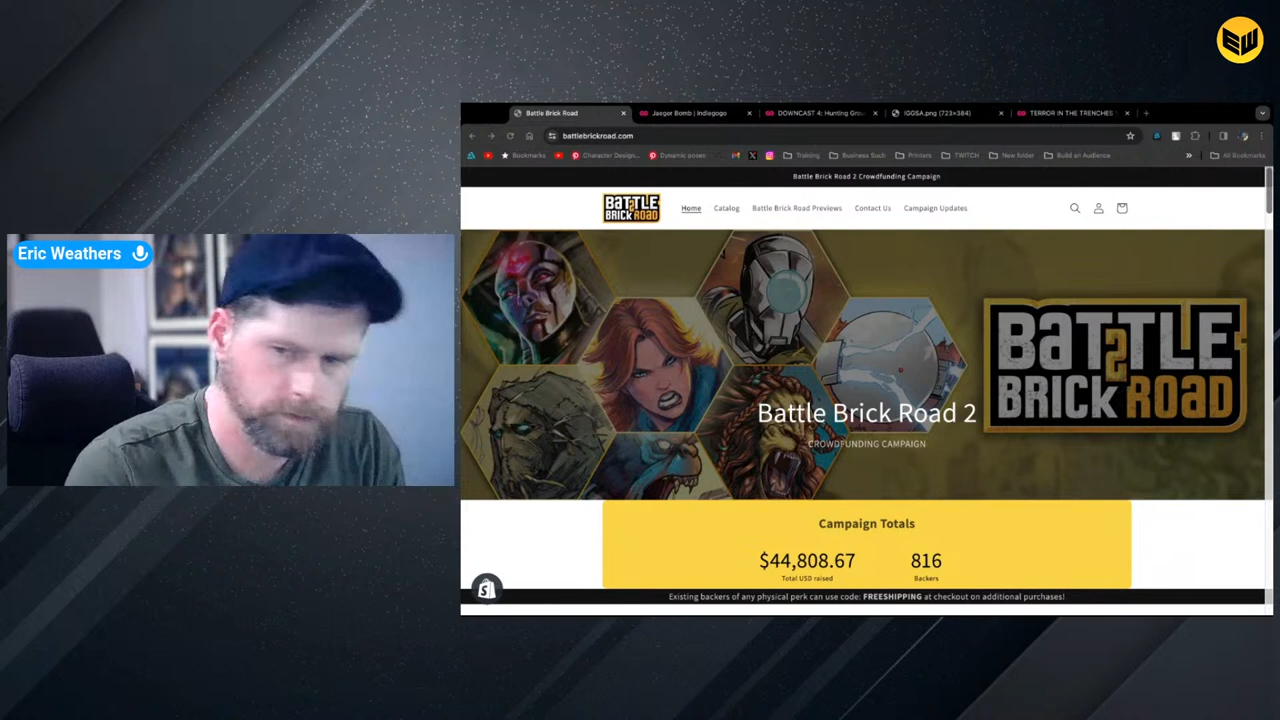 EW
Eric Weathers
Battle Brick Road
Jaeger Bomb | Indiegogo
DOWNCAST 4: Hunting Grou
IGGSA.png (723×384)
TERROR IN THE TRENCHES
battlebrickroad.com
Bookmarks
Character Design...
Dynamic poses
Training
Business Such
Printers
TWITCH
New folder
Build an Audience
»
All Bookmarks
Battle Brick Road 2 Crowdfunding Campaign
BATTLE
2
BRICK ROAD
Home
Catalog
Battle Brick Road Previews
Contact Us
Campaign Updates
BATTLE
2
BRICK ROAD
Battle Brick Road 2
CROWDFUNDING CAMPAIGN
Campaign Totals
$44,808.67
816
Total USD raised
Backers
Existing backers of any physical perk can use code: FREESHIPPING at checkout on additional purchases!